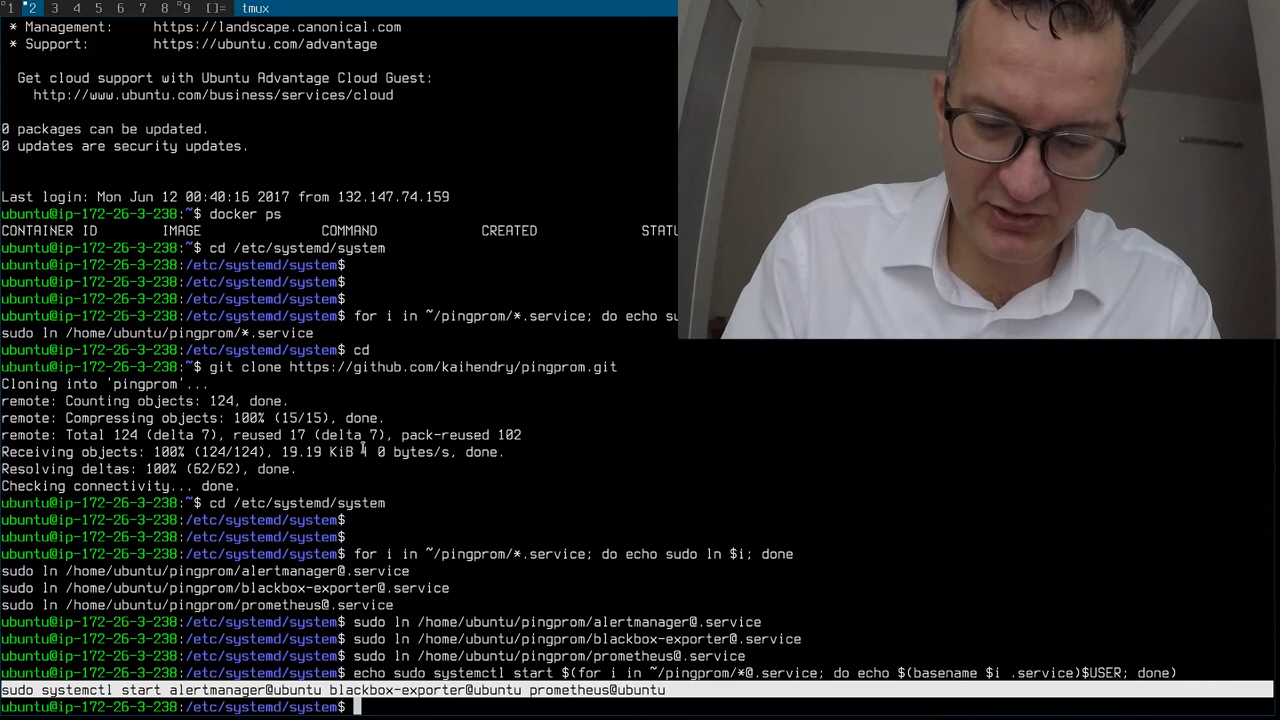 1 2 3 4 5 6 7 8 9 []= tmux
* Management: https://landscape.canonical.com
* Support: https://ubuntu.com/advantage
Get cloud support with Ubuntu Advantage Cloud Guest:
http://www.ubuntu.com/business/services/cloud
0 packages can be updated.
0 updates are security updates.
Last login: Mon Jun 12 00:40:16 2017 from 132.147.74.159
ubuntu@ip-172-26-3-238:~$ docker ps
CONTAINER ID IMAGE COMMAND CREATED STATU
ubuntu@ip-172-26-3-238:~$ cd /etc/systemd/system
ubuntu@ip-172-26-3-238:/etc/systemd/system$
ubuntu@ip-172-26-3-238:/etc/systemd/system$
ubuntu@ip-172-26-3-238:/etc/systemd/system$
ubuntu@ip-172-26-3-238:/etc/systemd/system$ for i in ~/pingprom/*.service; do echo su
sudo ln /home/ubuntu/pingprom/*.service
ubuntu@ip-172-26-3-238:/etc/systemd/system$ cd
ubuntu@ip-172-26-3-238:~$ git clone https://github.com/kaihendry/pingprom.git
Cloning into 'pingprom'...
remote: Counting objects: 124, done.
remote: Compressing objects: 100% (15/15), done.
remote: Total 124 (delta 7), reused 17 (delta 7), pack-reused 102
Receiving objects: 100% (124/124), 19.19 KiB | 0 bytes/s, done.
Resolving deltas: 100% (62/62), done.
Checking connectivity... done.
ubuntu@ip-172-26-3-238:~$ cd /etc/systemd/system
ubuntu@ip-172-26-3-238:/etc/systemd/system$
ubuntu@ip-172-26-3-238:/etc/systemd/system$
ubuntu@ip-172-26-3-238:/etc/systemd/system$ for i in ~/pingprom/*.service; do echo sudo ln $i; done
sudo ln /home/ubuntu/pingprom/alertmanager@.service
sudo ln /home/ubuntu/pingprom/blackbox-exporter@.service
sudo ln /home/ubuntu/pingprom/prometheus@.service
ubuntu@ip-172-26-3-238:/etc/systemd/system$ sudo ln /home/ubuntu/pingprom/alertmanager@.service
ubuntu@ip-172-26-3-238:/etc/systemd/system$ sudo ln /home/ubuntu/pingprom/blackbox-exporter@.service
ubuntu@ip-172-26-3-238:/etc/systemd/system$ sudo ln /home/ubuntu/pingprom/prometheus@.service
ubuntu@ip-172-26-3-238:/etc/systemd/system$ echo sudo systemctl start $(for i in ~/pingprom/*@.service; do echo $(basename $i .service)$USER; done)
sudo systemctl start alertmanager@ubuntu blackbox-exporter@ubuntu prometheus@ubuntu
ubuntu@ip-172-26-3-238:/etc/systemd/system$